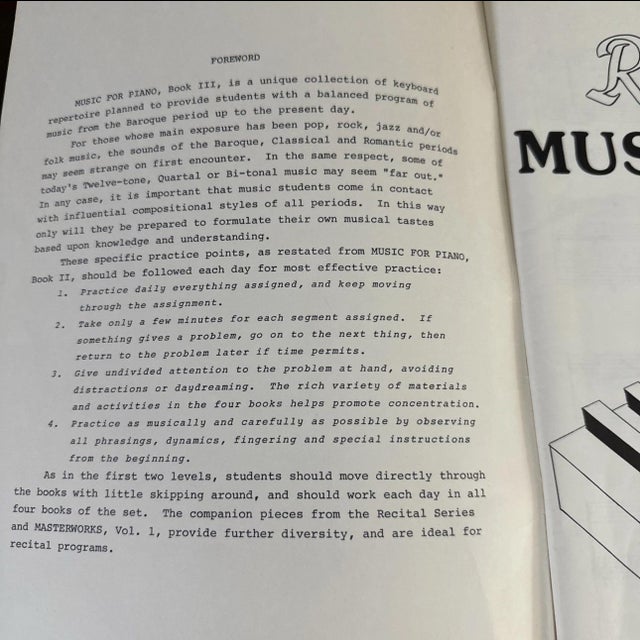 FOREWORD
MUSIC FOR PIANO, Book III, is a unique collection of keyboard
repertoire planned to provide students with a balanced program of
music from the Baroque period up to the present day.
For those whose main exposure has been pop, rock, jazz and/or
folk music, the sounds of the Baroque, Classical and Romantic periods
may seem strange on first encounter. In the same respect, some of
today's Twelve-tone, Quartal or Bi-tonal music may seem "far out."
In any case, it is important that music students come in contact
with influential compositional styles of all periods. In this way
only will they be prepared to formulate their own musical tastes
based upon knowledge and understanding.
These specific practice points, as restated from MUSIC FOR PIANO,
Book II, should be followed each day for most effective practice:
1. Practice daily everything assigned, and keep moving
through the assignment.
2. Take only a few minutes for each segment assigned. If
something gives a problem, go on to the next thing, then
return to the problem later if time permits.
3. Give undivided attention to the problem at hand, avoiding
distractions or daydreaming. The rich variety of materials
and activities in the four books helps promote concentration.
4. Practice as musically and carefully as possible by observing
all phrasings, dynamics, fingering and special instructions
from the beginning.
As in the first two levels, students should move directly through
the books with little skipping around, and should work each day in all
four books of the set. The companion pieces from the Recital Series
and MASTERWORKS, Vol. 1, provide further diversity, and are ideal for
recital programs.
R
MUS